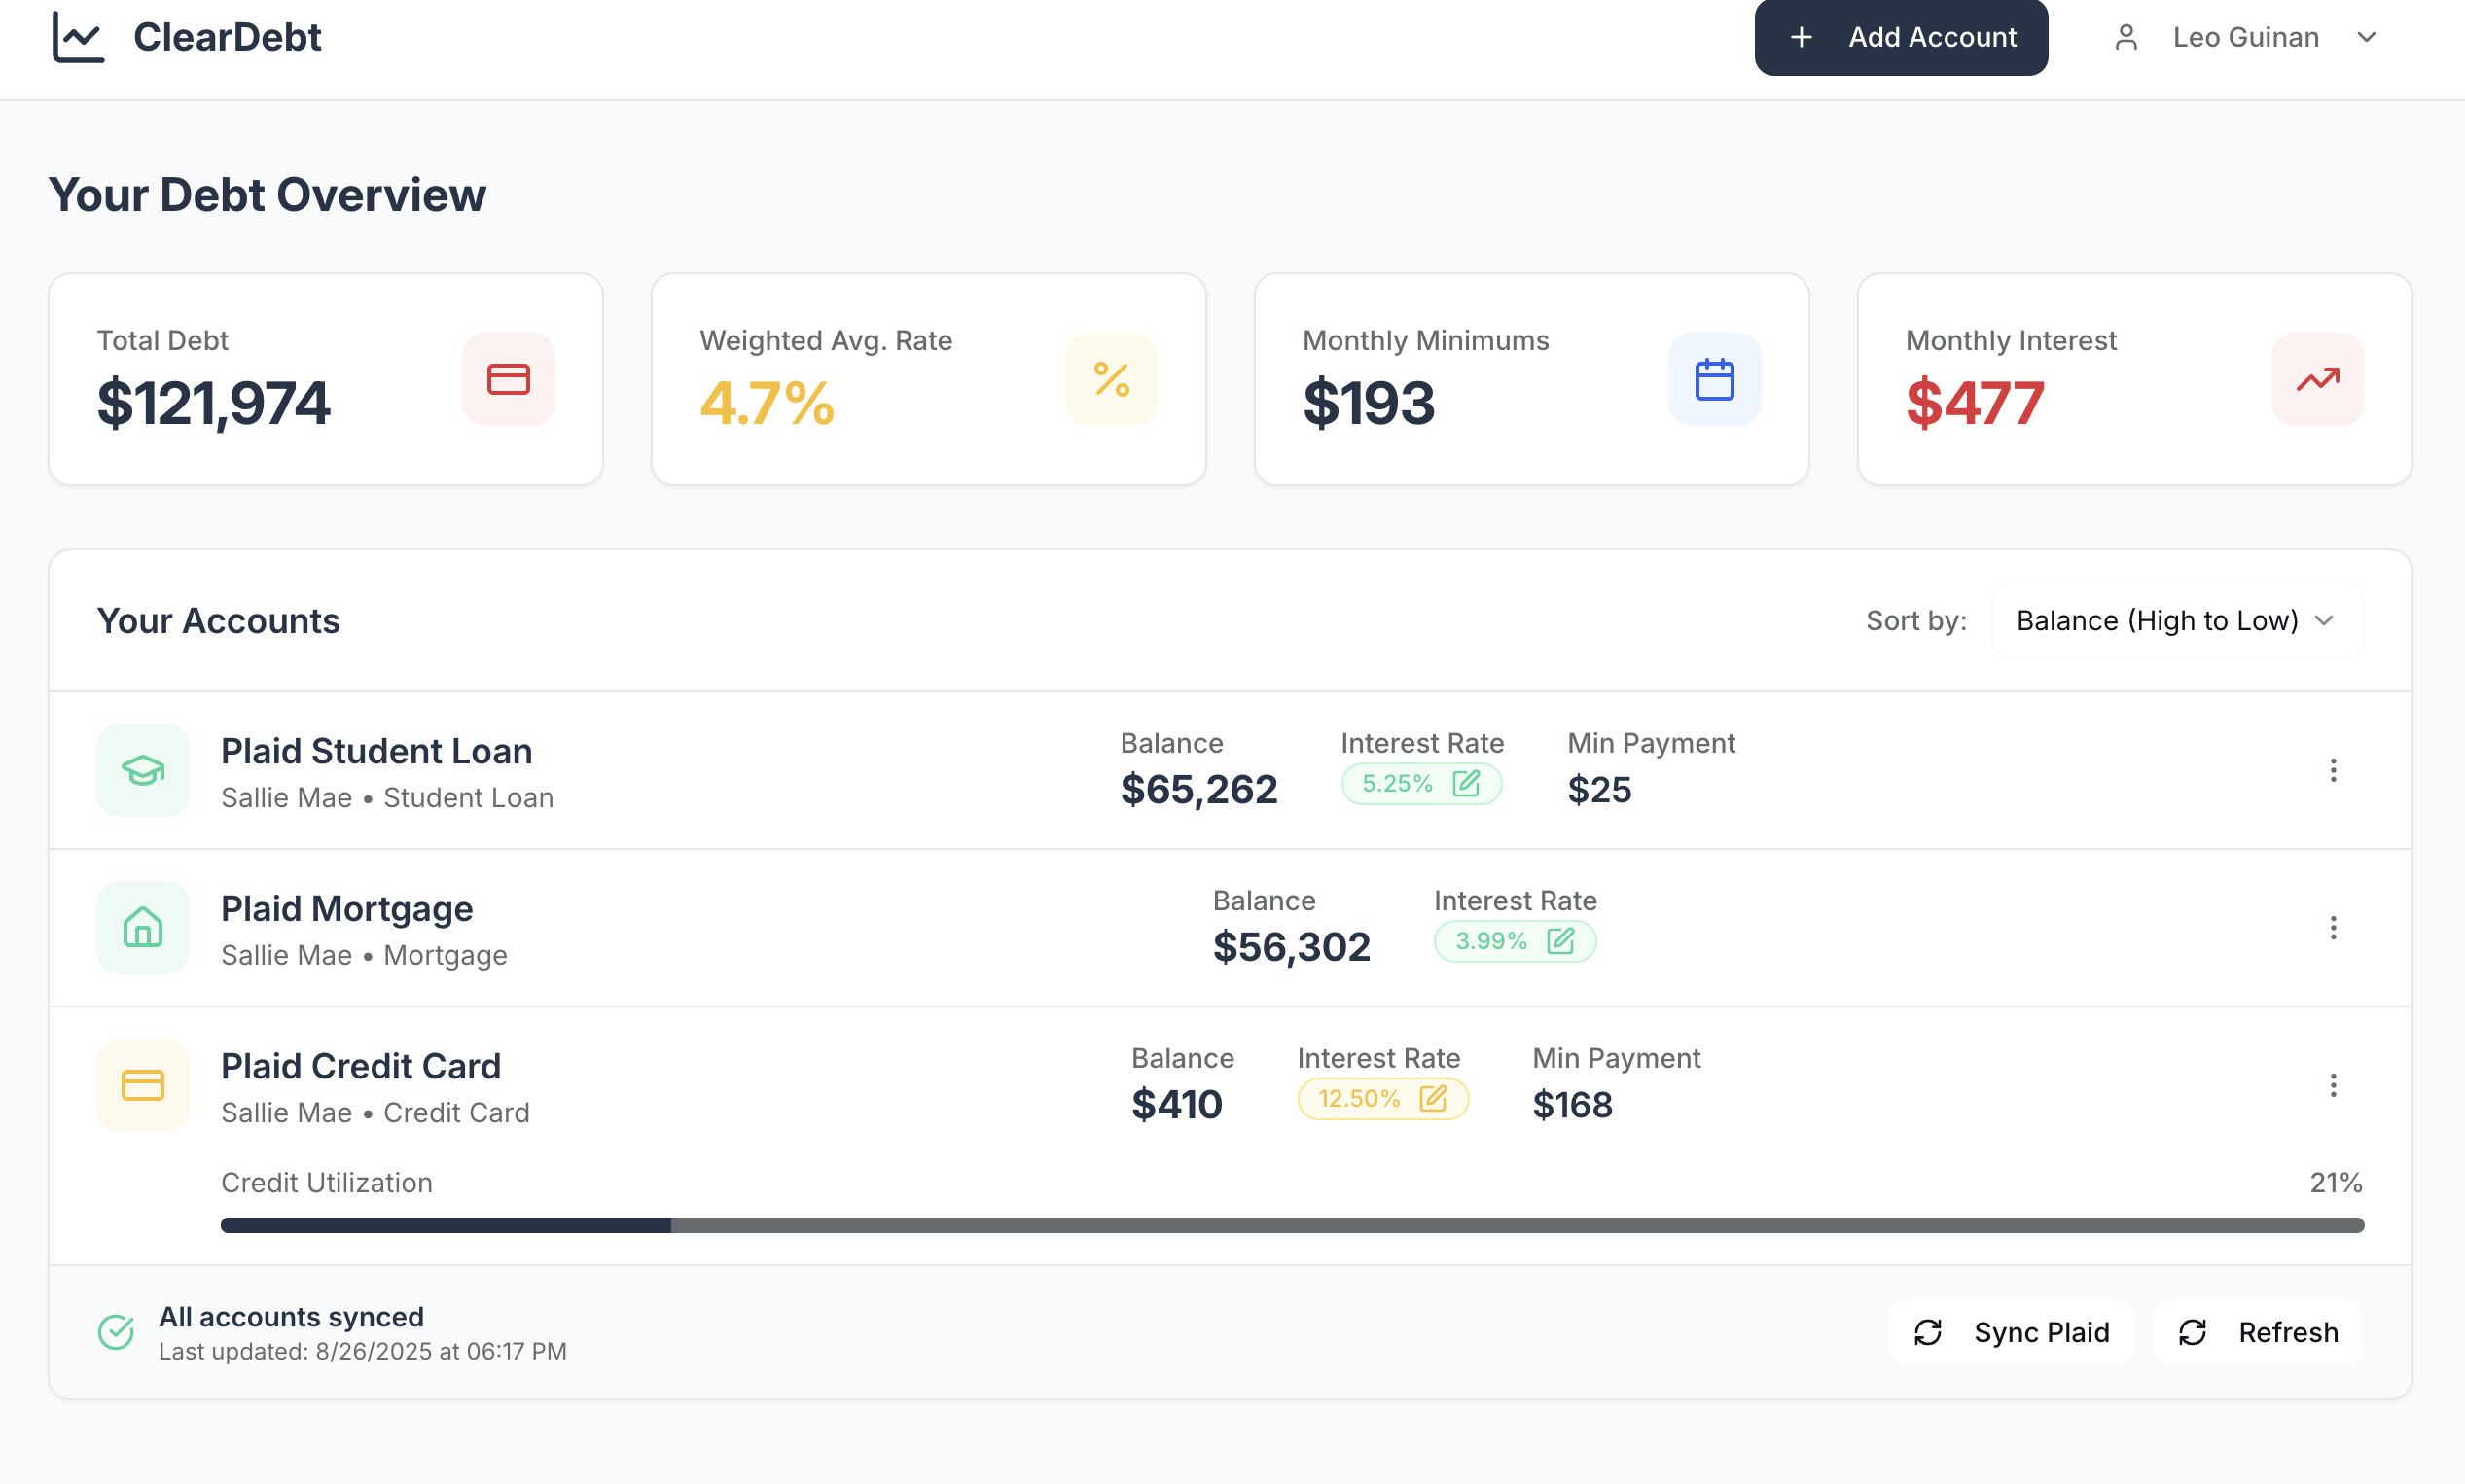 ClearDebt
Add Account
Leo Guinan
Your Debt Overview
Total Debt
$121,974
Weighted Avg. Rate
4.7%
Monthly Minimums
$193
Monthly Interest
$477
Your Accounts
Sort by:
Balance (High to Low)
Plaid Student Loan
Sallie Mae • Student Loan
Balance
$65,262
Interest Rate
5.25%
Min Payment
$25
Plaid Mortgage
Sallie Mae • Mortgage
Balance
$56,302
Interest Rate
3.99%
Plaid Credit Card
Sallie Mae • Credit Card
Balance
$410
Interest Rate
12.50%
Min Payment
$168
Credit Utilization
21%
All accounts synced
Last updated: 8/26/2025 at 06:17 PM
Sync Plaid
Refresh